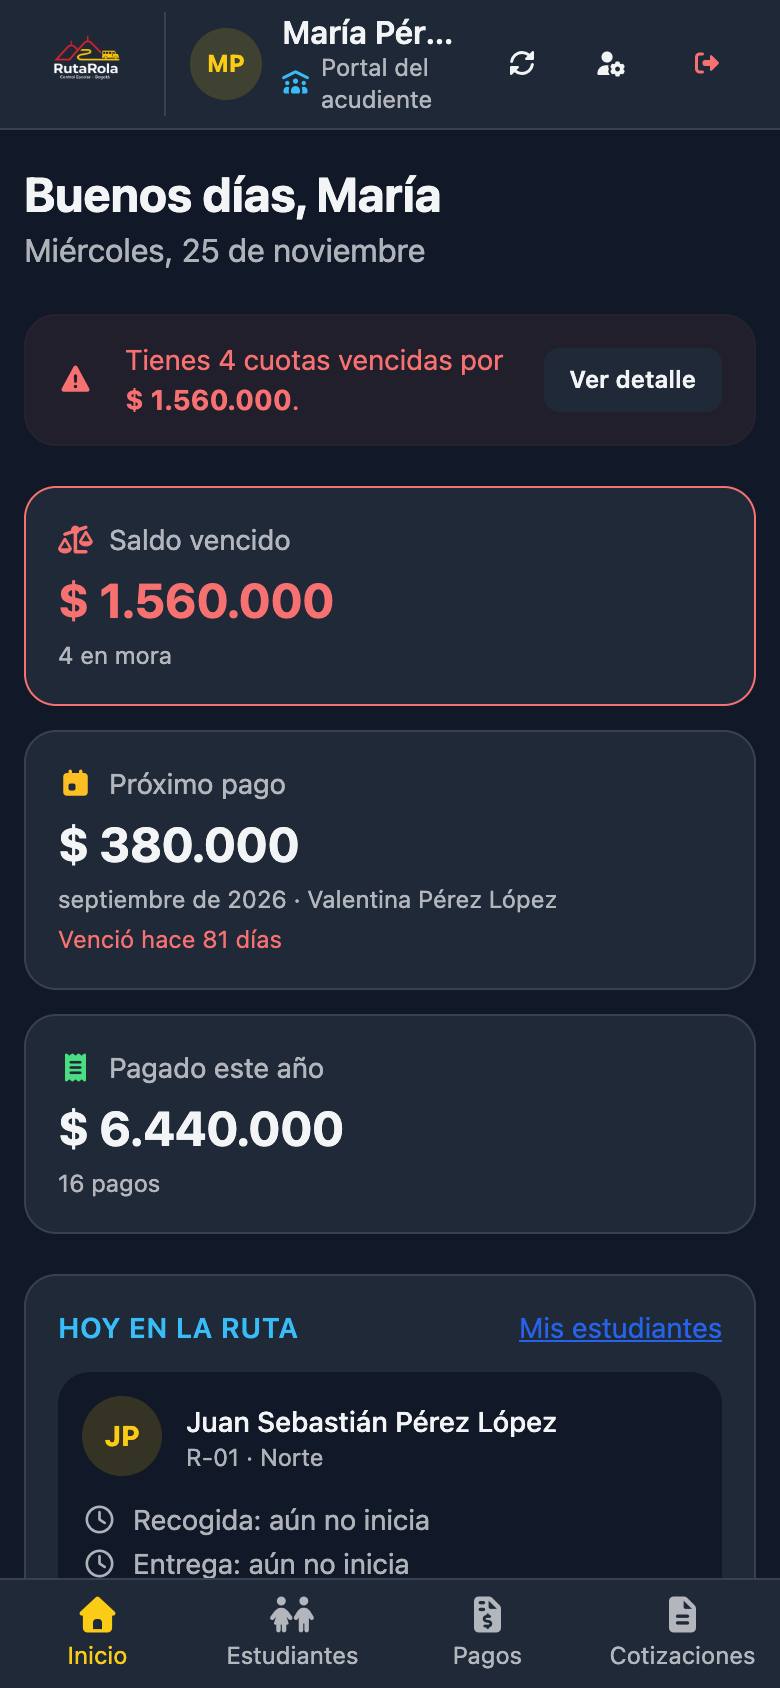 RutaRola
Central Escolar · Bogotá
MP
María Pér...
Portal del
acudiente
Buenos días, María
Miércoles, 25 de noviembre
Tienes 4 cuotas vencidas por
$ 1.560.000.
Ver detalle
Saldo vencido
$ 1.560.000
4 en mora
Próximo pago
$ 380.000
septiembre de 2026 · Valentina Pérez López
Venció hace 81 días
Pagado este año
$ 6.440.000
16 pagos
HOY EN LA RUTA
Mis estudiantes
JP
Juan Sebastián Pérez López
R-01 · Norte
Recogida: aún no inicia
Entrega: aún no inicia
Inicio
Estudiantes
Pagos
Cotizaciones